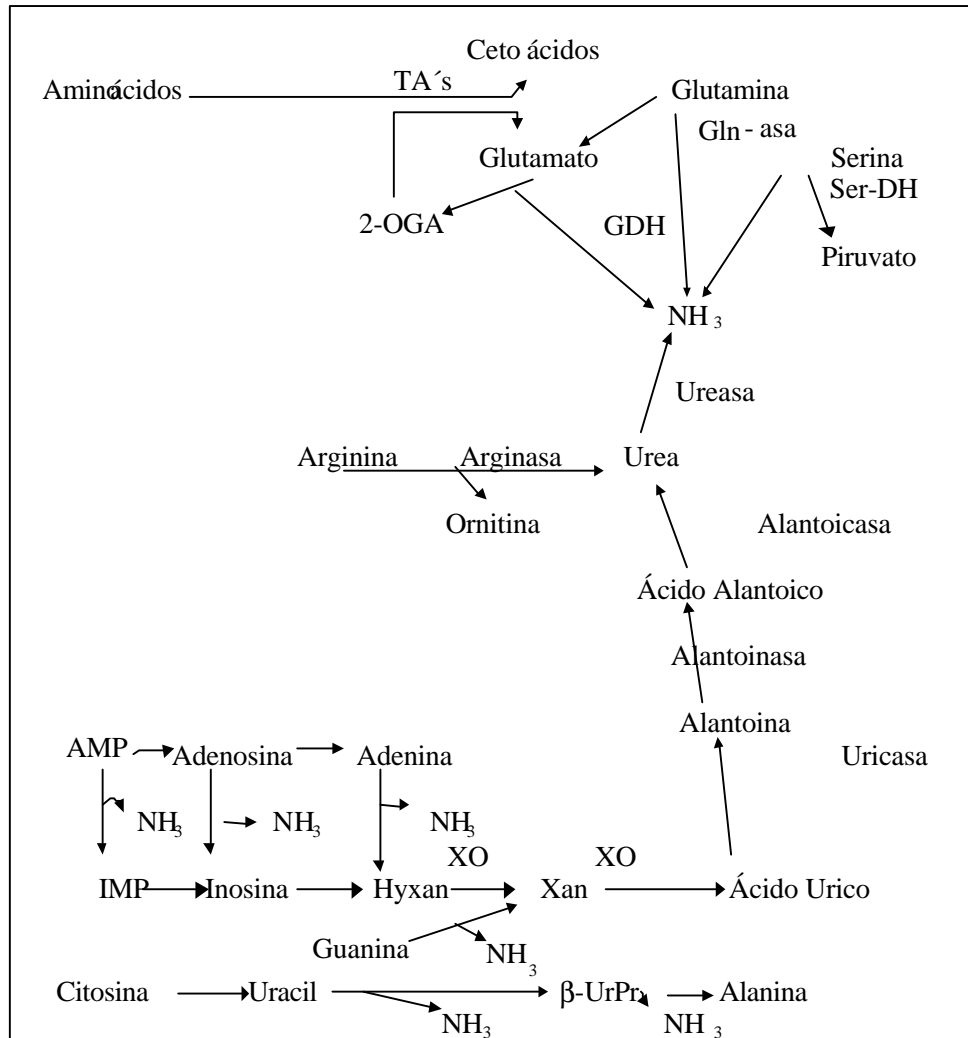 Ceto ácidos
Aminoácidos TA´s Glutamina
Gln - asa
Glutamato Serina
Ser-DH
2-OGA GDH
Piruvato
NH3
Ureasa
Arginina Arginasa Urea
Ornitina Alantoicasa
Ácido Alantoico
Alantoinasa
Alantoina
AMP Adenosina Adenina Uricasa
NH3 NH3 NH3
XO XO
IMP Inosina Hyxan Xan Ácido Urico
Guanina NH3
Citosina Uracil β-UrPr Alanina
NH3 NH3